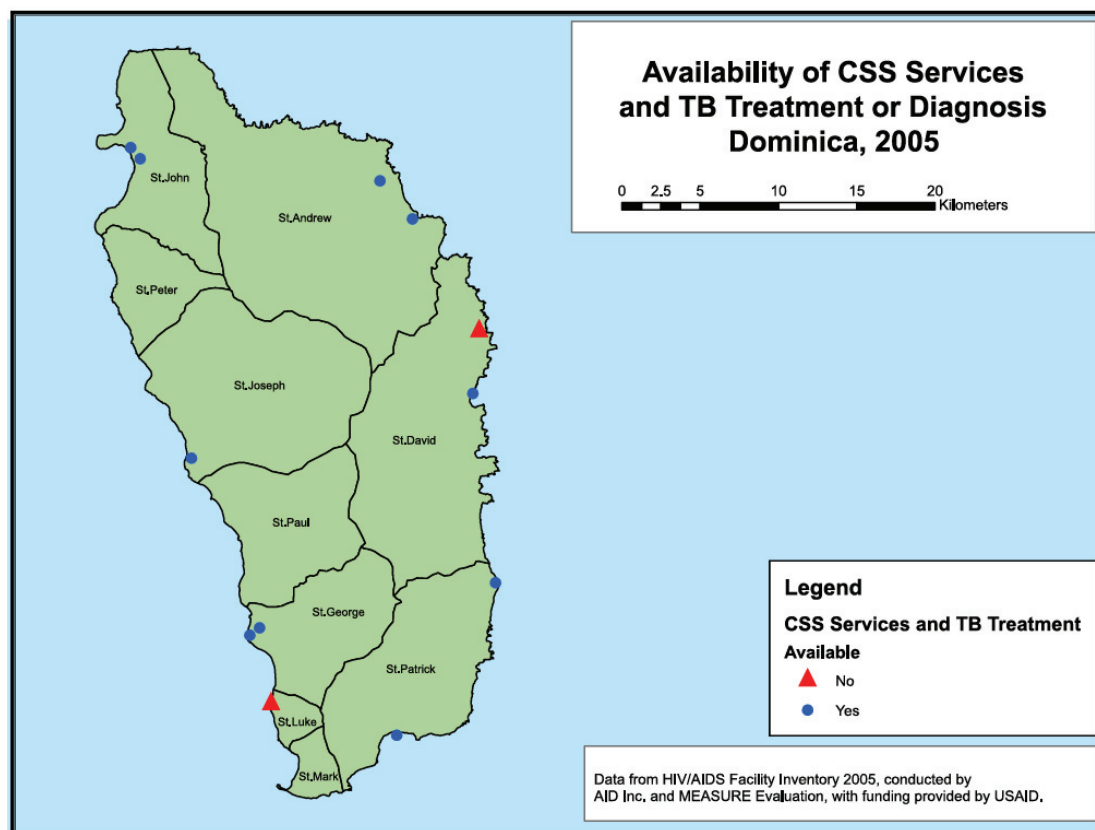 Availability of CSS Services
and TB Treatment or Diagnosis
Dominica, 2005
0 2.5 5 10 15 20
Kilometers
St.John
St.Andrew
St.Peter
St.Joseph
St.David
St.Paul
St.George
St.Patrick
St.Luke
St.Mark
Legend
CSS Services and TB Treatment
Available
No
Yes
Data from HIV/AIDS Facility Inventory 2005, conducted by
AID Inc. and MEASURE Evaluation, with funding provided by USAID.